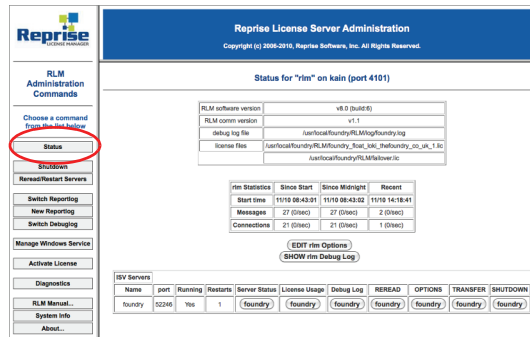 Reprise
LICENSE MANAGER
RLM
Administration
Commands
Choose a command
from the list below
Status
Shutdown
Reread/Restart Servers
Switch Reportlog
New Reportlog
Switch Debuglog
Manage Windows Service
Activate License
Diagnostics
RLM Manual...
System Info
About...
Reprise License Server Administration
Copyright (c) 2006-2010, Reprise Software, Inc. All Rights Reserved.
Status for "rlm" on kain (port 4101)
RLM software version v8.0 (build:6)
RLM comm version v1.1
debug log file /usr/local/foundry/RLM/log/foundry.log
license files /usr/local/foundry/RLM/foundry_float_loki_thefoundry_co_uk_1.lic
/usr/local/foundry/RLM/failover.lic
rlm Statistics Since Start Since Midnight Recent
Start time 11/10 08:43:01 11/10 08:43:02 11/10 14:18:41
Messages 27 (0/sec) 27 (0/sec) 2 (0/sec)
Connections 21 (0/sec) 21 (0/sec) 1 (0/sec)
EDIT rlm Options
SHOW rlm Debug Log
ISV Servers
Name port Running Restarts Server Status License Usage Debug Log REREAD OPTIONS TRANSFER SHUTDOWN
foundry 52246 Yes 1 foundry foundry foundry foundry foundry foundry foundry